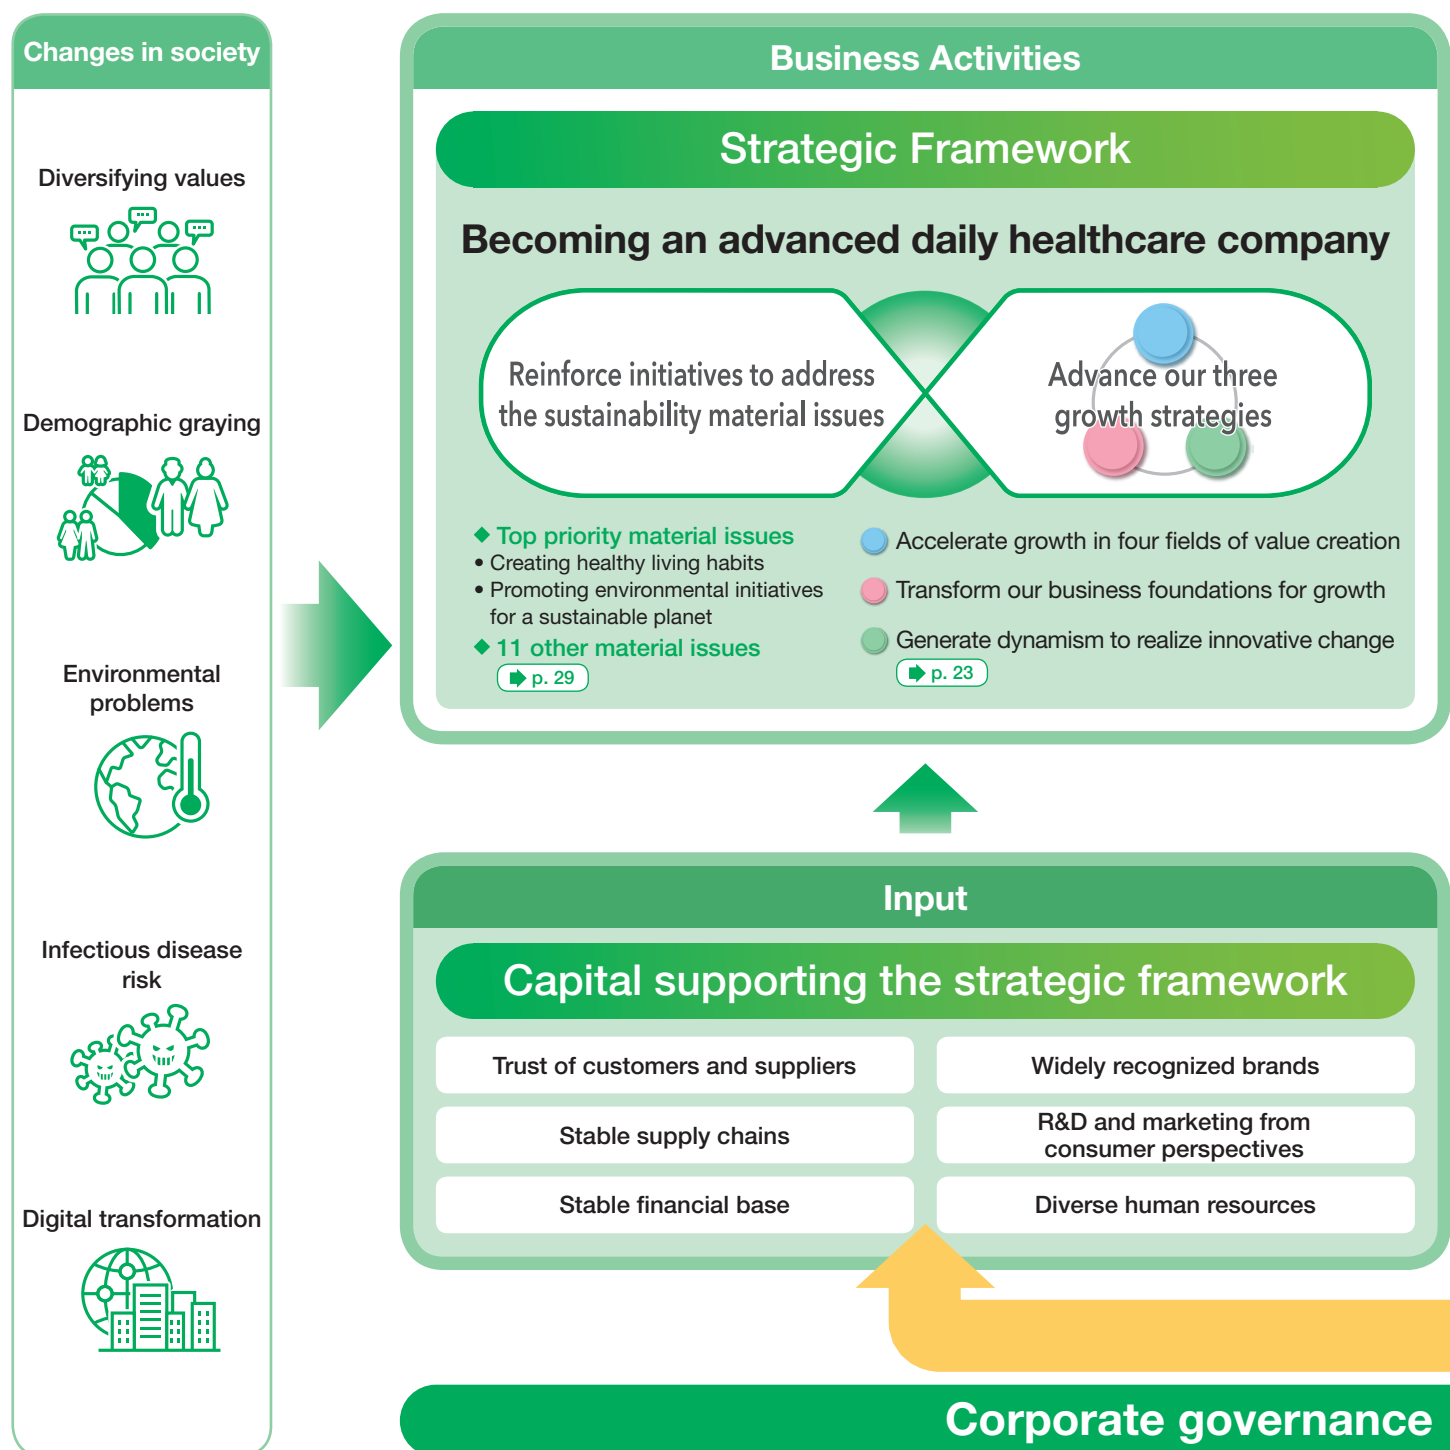 Changes in society
Diversifying values
Demographic graying
Environmental
problems
Infectious disease
risk
Digital transformation
Business Activities
Strategic Framework
Becoming an advanced daily healthcare company
Reinforce initiatives to address
the sustainability material issues
Advance our three
growth strategies
◆ Top priority material issues
• Creating healthy living habits
• Promoting environmental initiatives
for a sustainable planet
◆ 11 other material issues
p. 29
Accelerate growth in four fields of value creation
Transform our business foundations for growth
Generate dynamism to realize innovative change
p. 23
Input
Capital supporting the strategic framework
Trust of customers and suppliers
Widely recognized brands
Stable supply chains
R&D and marketing from
consumer perspectives
Stable financial base
Diverse human resources
Corporate governance